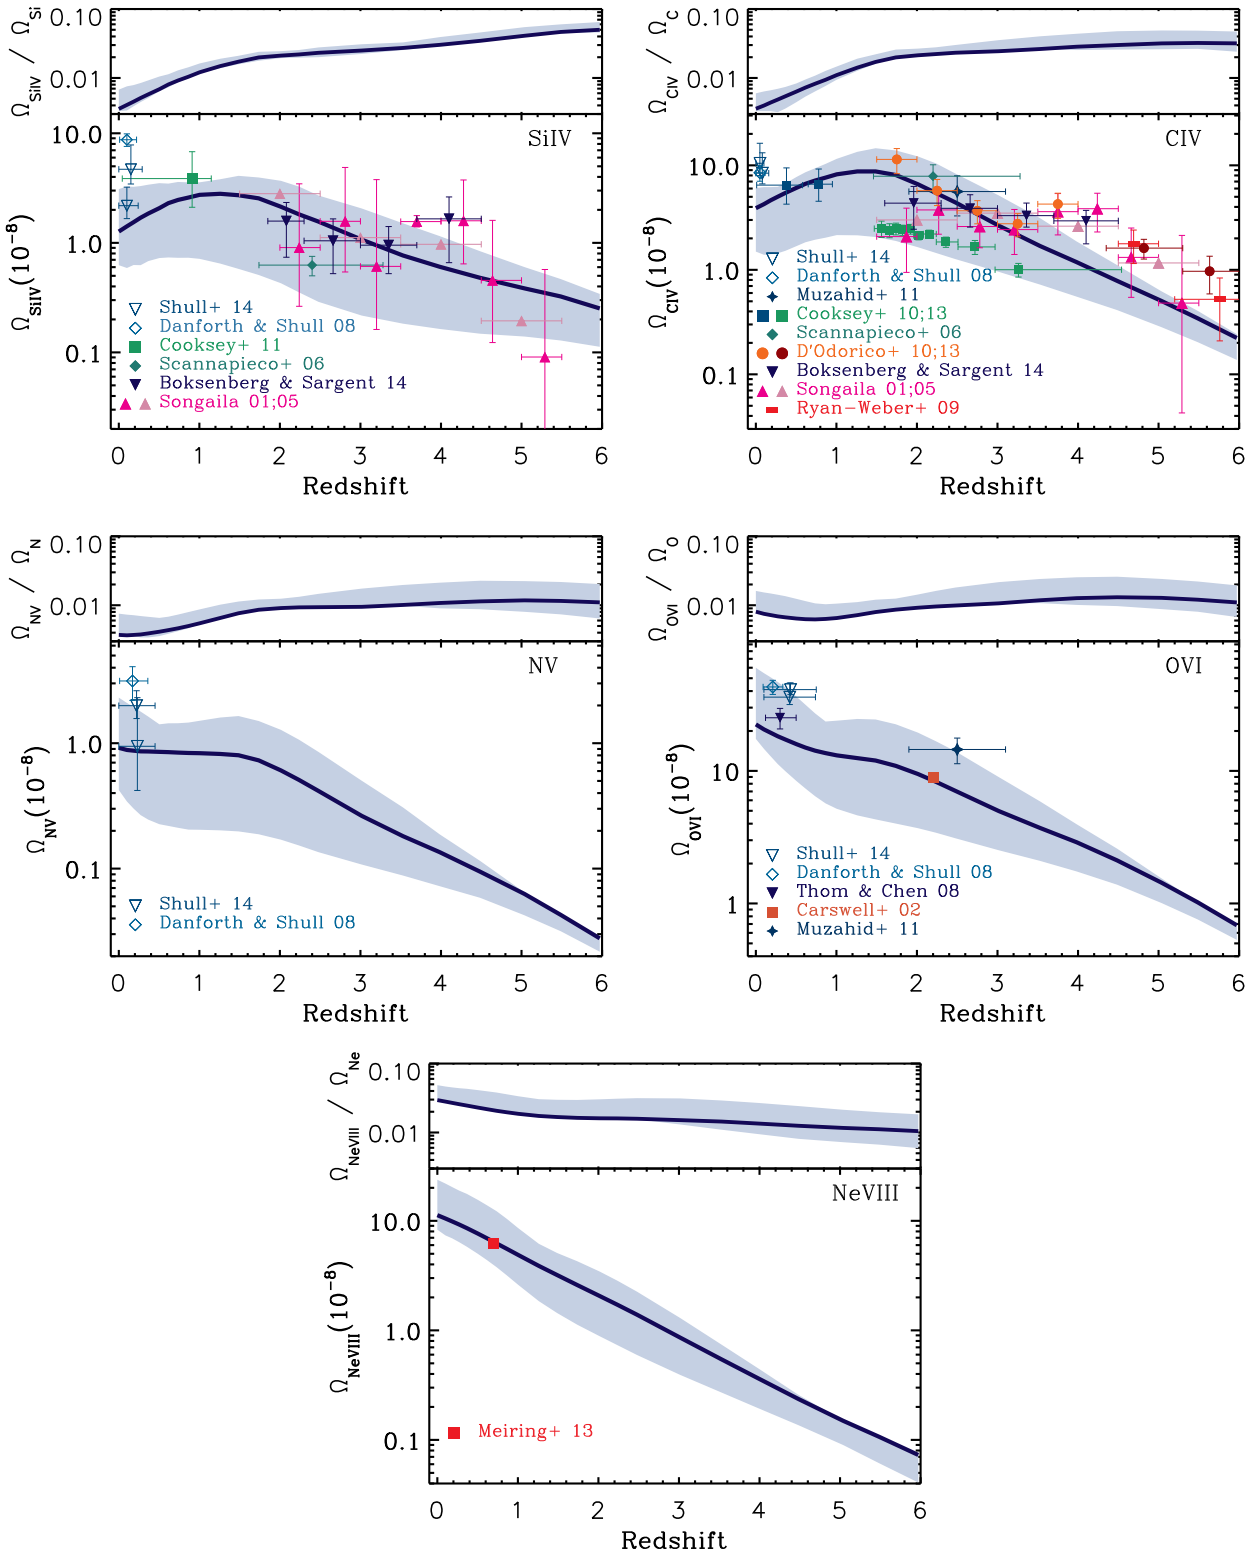 Ω_SiIV / Ω_Si
0.10
0.01
SiIV
10.0
1.0
0.1
Ω_SiIV(10^−8)
Shull+ 14
Danforth & Shull 08
Cooksey+ 11
Scannapieco+ 06
Boksenberg & Sargent 14
Songaila 01;05
0 1 2 3 4 5 6
Redshift
Ω_CIV / Ω_C
0.10
0.01
CIV
10.0
1.0
0.1
Ω_CIV(10^−8)
Shull+ 14
Danforth & Shull 08
Muzahid+ 11
Cooksey+ 10;13
Scannapieco+ 06
D'Odorico+ 10;13
Boksenberg & Sargent 14
Songaila 01;05
Ryan−Weber+ 09
0 1 2 3 4 5 6
Redshift
Ω_NV / Ω_N
0.10
0.01
NV
1.0
0.1
Ω_NV(10^−8)
Shull+ 14
Danforth & Shull 08
0 1 2 3 4 5 6
Redshift
Ω_OVI / Ω_O
0.10
0.01
OVI
10
1
Ω_OVI(10^−8)
Shull+ 14
Danforth & Shull 08
Thom & Chen 08
Carswell+ 02
Muzahid+ 11
0 1 2 3 4 5 6
Redshift
Ω_NeVIII / Ω_Ne
0.10
0.01
NeVIII
10.0
1.0
0.1
Ω_NeVIII(10^−8)
Meiring+ 13
0 1 2 3 4 5 6
Redshift